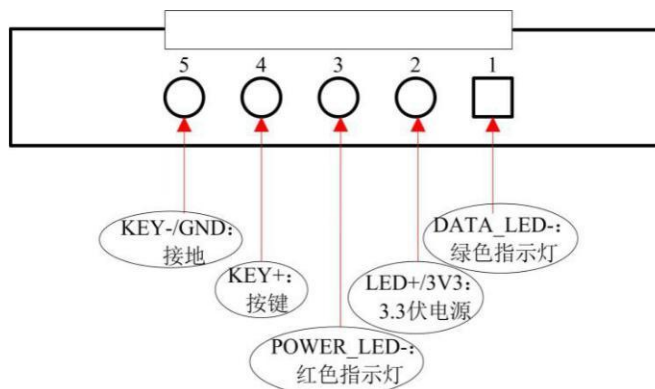 5 4 3 2 1
KEY-/GND:
接地
KEY+:
按键
POWER_LED-:
红色指示灯
LED+/3V3:
3.3伏电源
DATA_LED-:
绿色指示灯